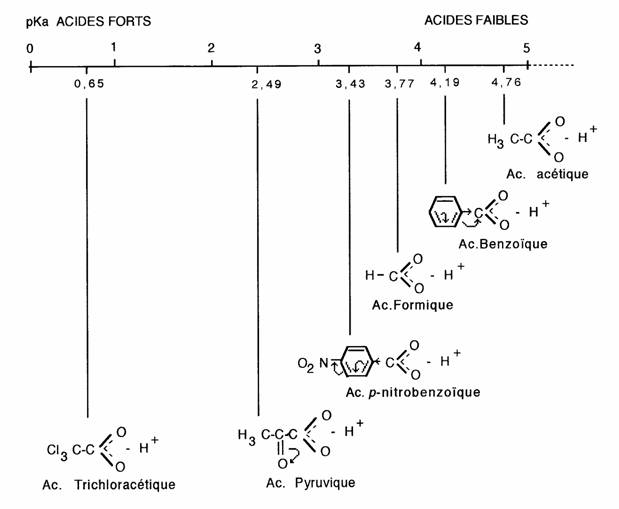 pKa ACIDES FORTS ACIDES FAIBLES
0 1 2 3 4 5
0,65 2,49 3,43 3,77 4,19 4,76
H3 C-C O O - H+
Ac. acétique
C O O - H+
Ac.Benzoïque
H-C O O - H+
Ac.Formique
O2 N C O O - H+
Ac. p-nitrobenzoïque
Cl3 C-C O O - H+
Ac. Trichloracétique
H3 C-C-C O O O - H+
Ac. Pyruvique